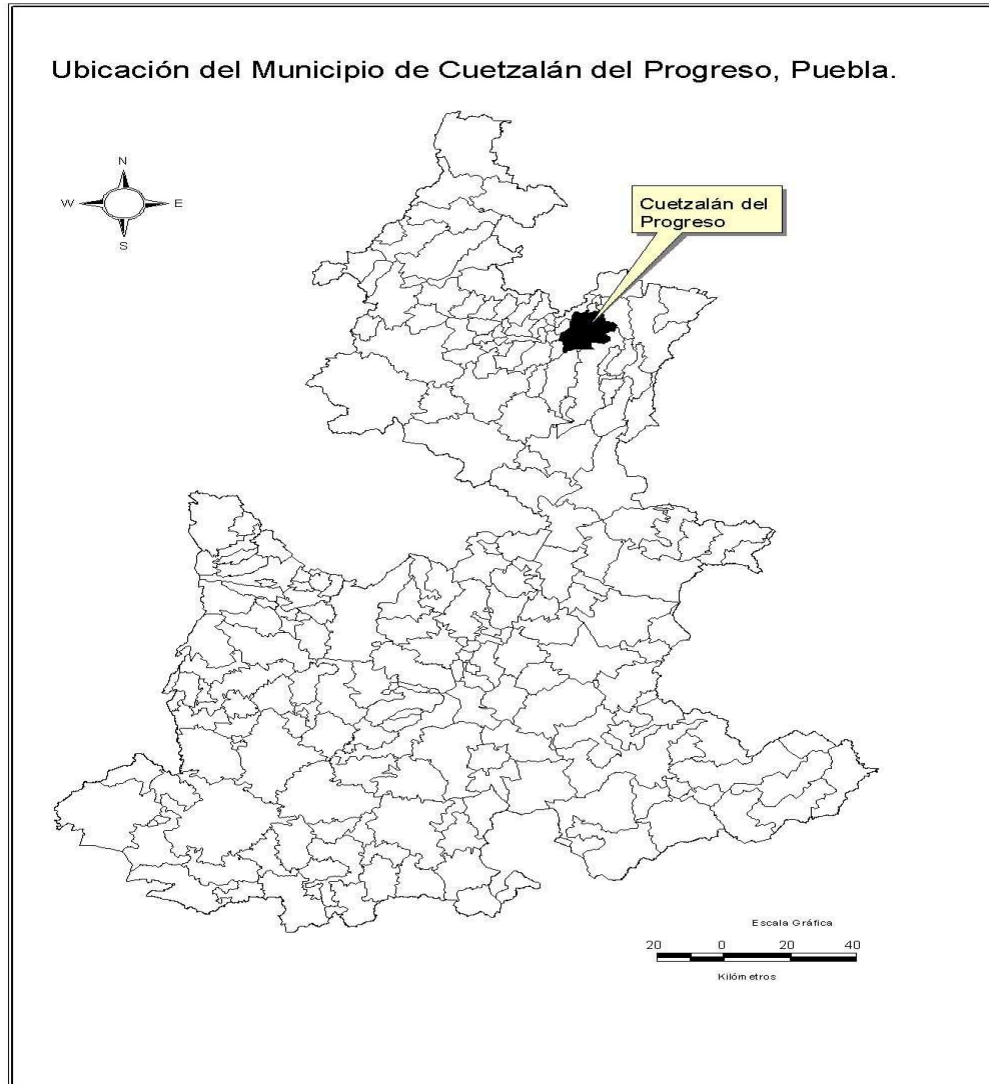 Ubicación del Municipio de Cuetzalán del Progreso, Puebla.
N
W E
S
Cuetzalán del
Progreso
Escala Gráfica
20 0 20 40
Kilómetros